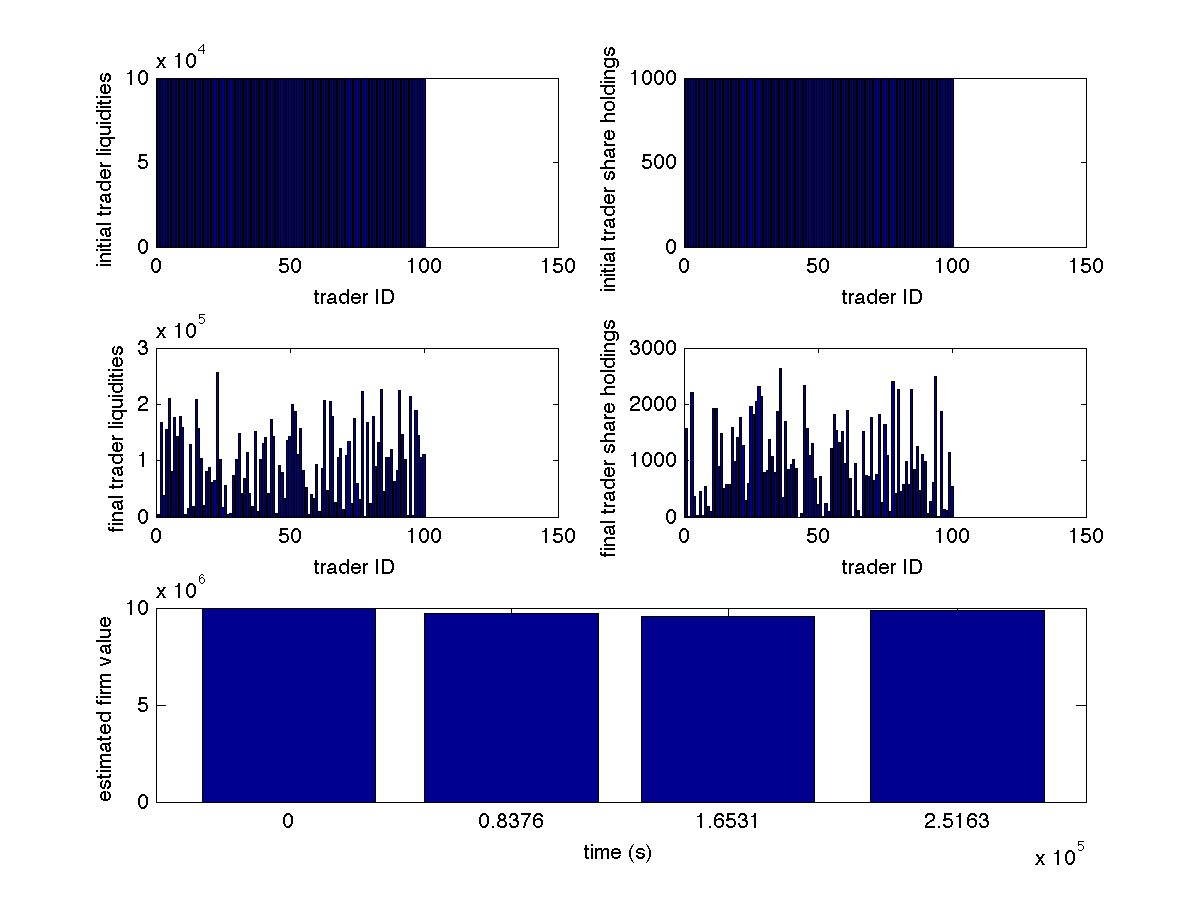 x 10^4
10
5
0
initial trader liquidities
0 50 100 150
trader ID
1000
500
0
initial trader share holdings
0 50 100 150
trader ID
x 10^5
3
2
1
0
final trader liquidities
0 50 100 150
trader ID
3000
2000
1000
0
final trader share holdings
0 50 100 150
trader ID
x 10^6
10
5
0
estimated firm value
0 0.8376 1.6531 2.5163
time (s)
x 10^5